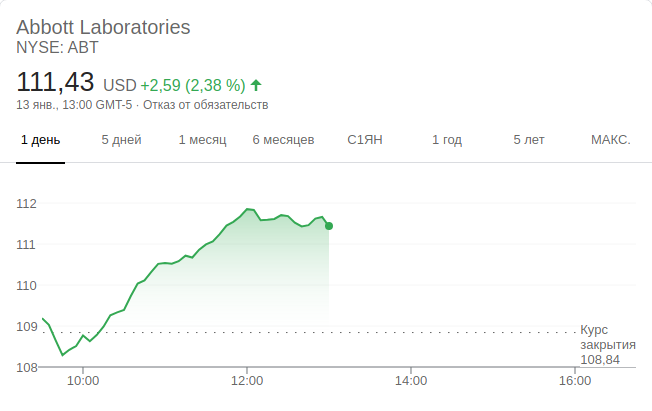 Abbott Laboratories
NYSE: ABT
111,43 USD +2,59 (2,38 %)
13 янв., 13:00 GMT-5 · Отказ от обязательств
1 день 5 дней 1 месяц 6 месяцев С1ЯН 1 год 5 лет МАКС.
112
111
110
109
Курс
закрытия
108,84
108
10:00 12:00 14:00 16:00